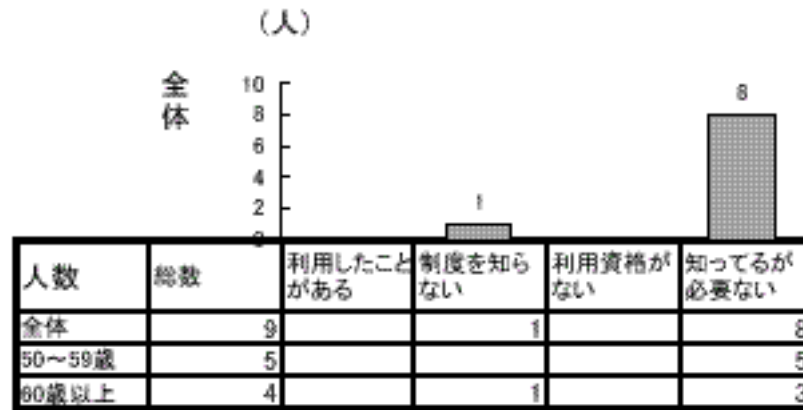 （人）
全体
10
8
6
4
2
0
1
8
人数 総数 利用したことがある 制度を知らない 利用資格がない 知ってるが必要ない
全体 9 1 8
50～59歳 5 5
60歳以上 4 1 3